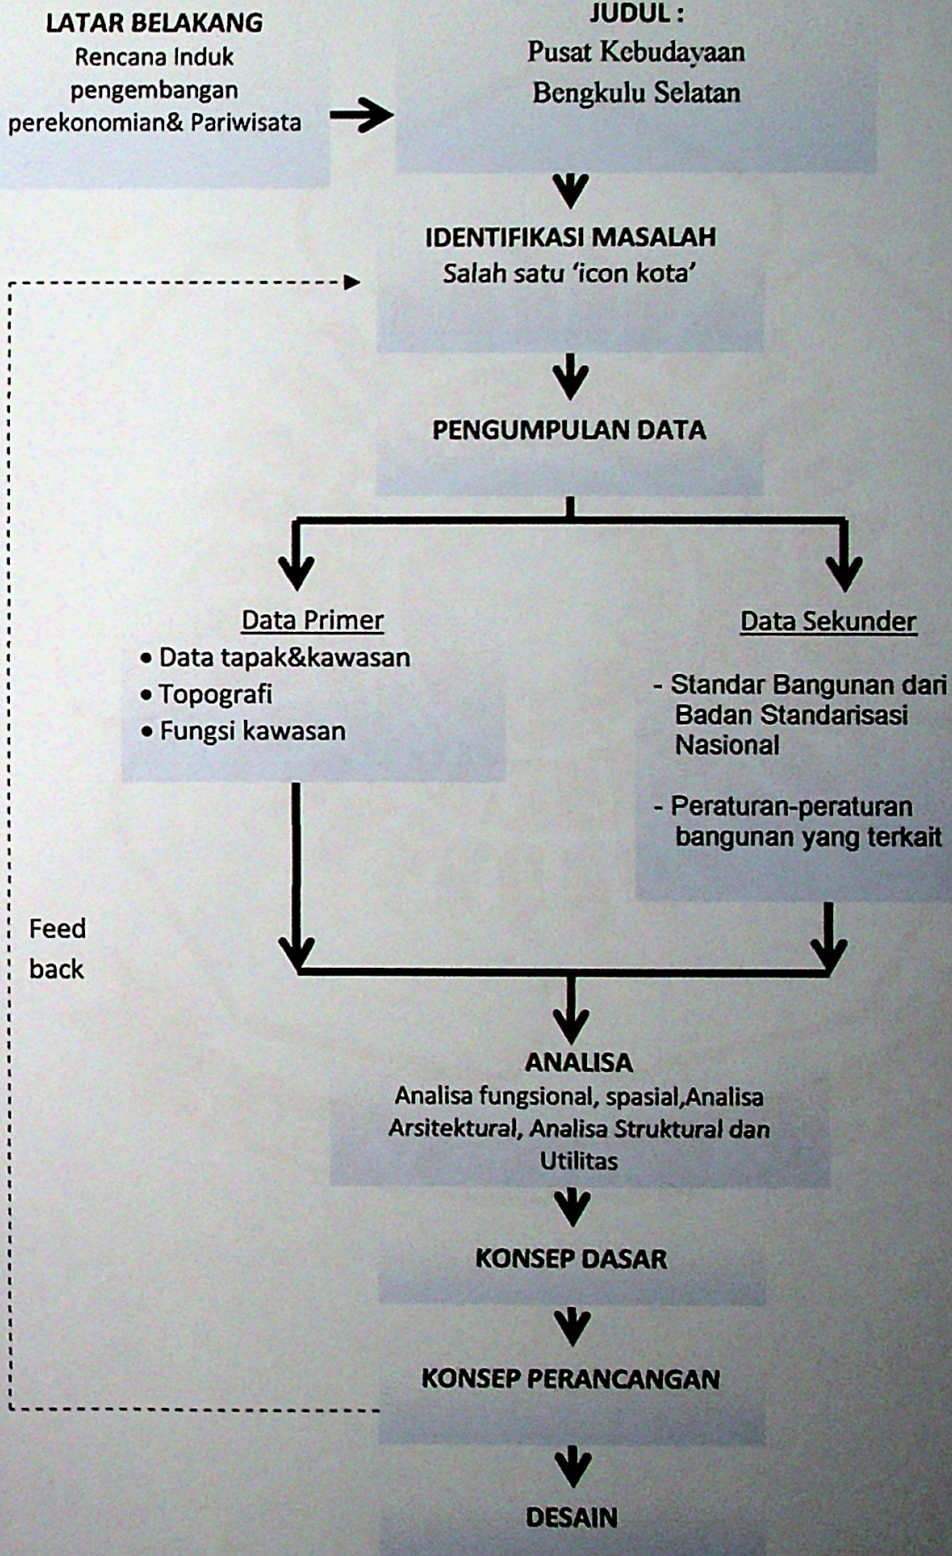 LATAR BELAKANG
Rencana Induk
pengembangan
perekonomian& Pariwisata
JUDUL :
Pusat Kebudayaan
Bengkulu Selatan
IDENTIFIKASI MASALAH
Salah satu ‘icon kota’
PENGUMPULAN DATA
Data Primer
• Data tapak&kawasan
• Topografi
• Fungsi kawasan
Data Sekunder
- Standar Bangunan dari
Badan Standarisasi
Nasional
- Peraturan-peraturan
bangunan yang terkait
Feed
back
ANALISA
Analisa fungsional, spasial,Analisa
Arsitektural, Analisa Struktural dan
Utilitas
KONSEP DASAR
KONSEP PERANCANGAN
DESAIN